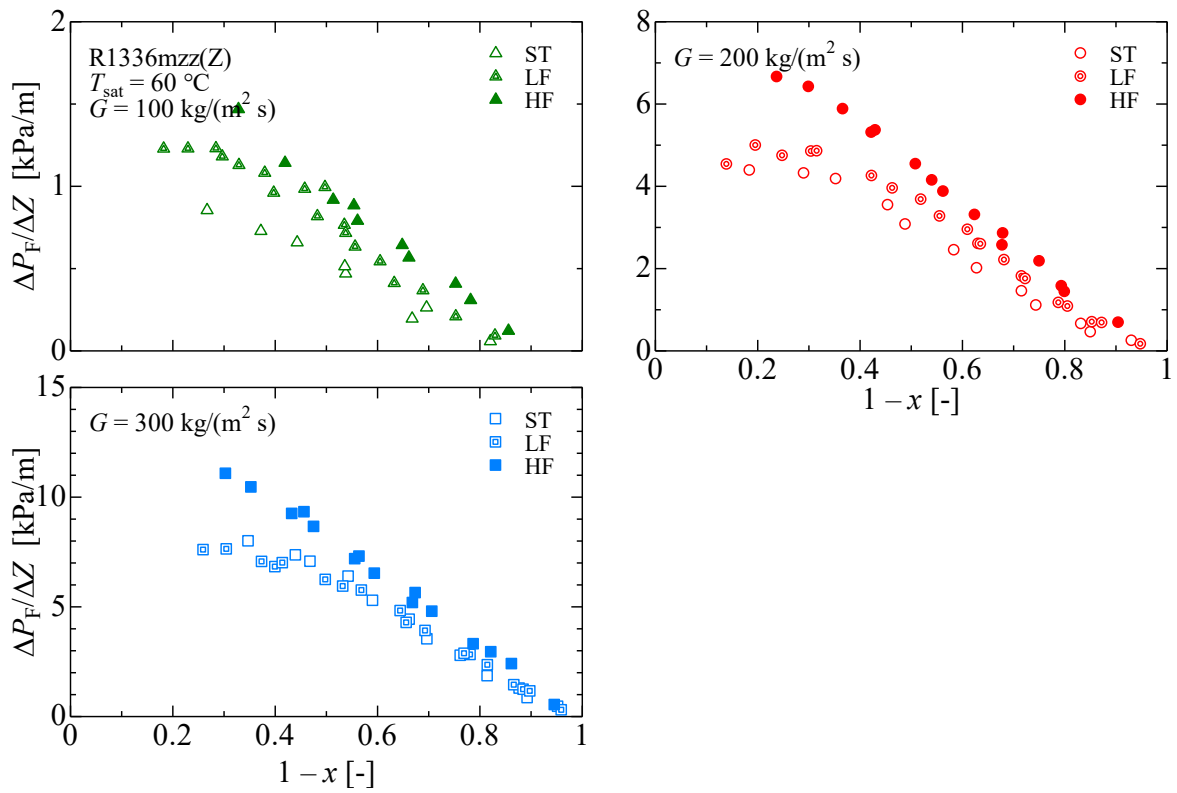 2
1
0
ΔP_F/ΔZ [kPa/m]
R1336mzz(Z)
T_sat = 60 °C
G = 100 kg/(m² s)
ST
LF
HF
8
6
4
2
0
ΔP_F/ΔZ [kPa/m]
G = 200 kg/(m² s)
ST
LF
HF
0 0.2 0.4 0.6 0.8 1
1 – x [-]
15
10
5
0
ΔP_F/ΔZ [kPa/m]
G = 300 kg/(m² s)
ST
LF
HF
0 0.2 0.4 0.6 0.8 1
1 – x [-]